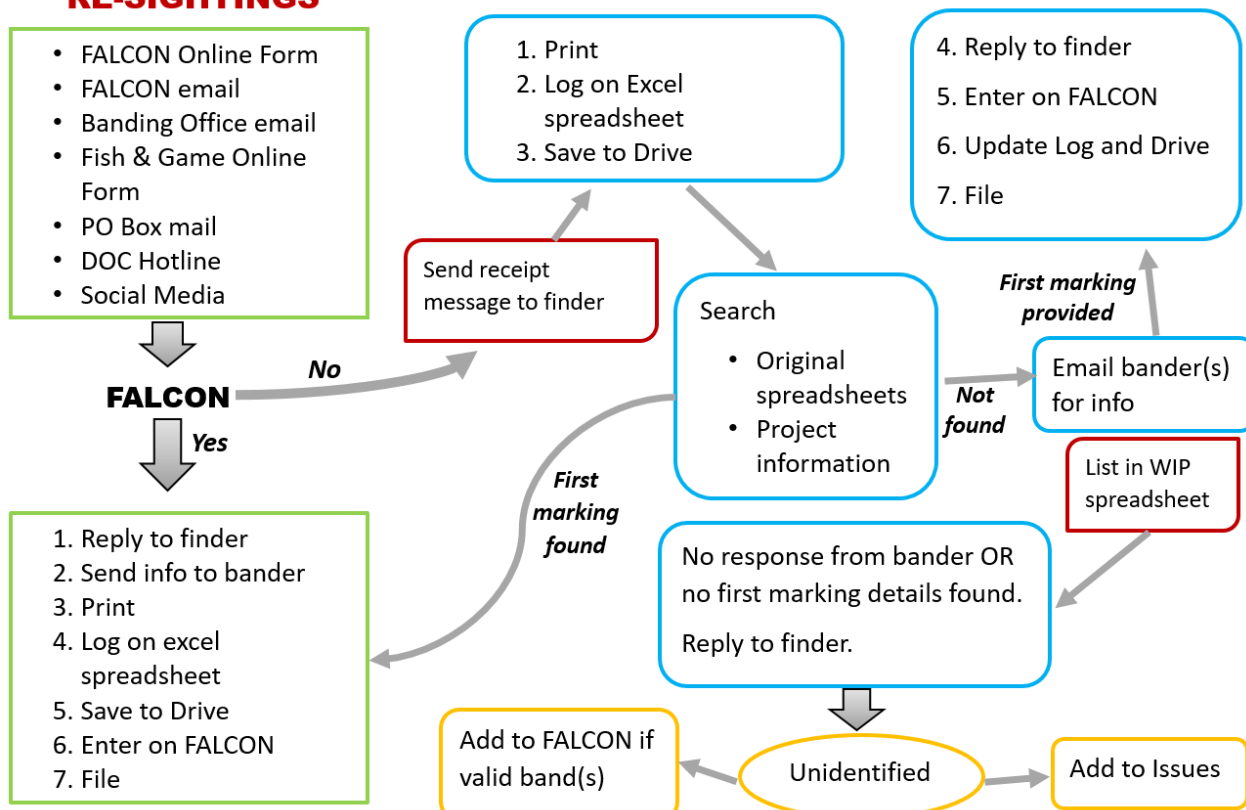 RE-SIGHTINGS
• FALCON Online Form
• FALCON email
• Banding Office email
• Fish & Game Online
Form
• PO Box mail
• DOC Hotline
• Social Media
FALCON
No
Yes
1. Reply to finder
2. Send info to bander
3. Print
4. Log on excel
spreadsheet
5. Save to Drive
6. Enter on FALCON
7. File
Send receipt
message to finder
1. Print
2. Log on Excel
spreadsheet
3. Save to Drive
Search
• Original
spreadsheets
• Project
information
First
marking
found
Not
found
Email bander(s)
for info
First marking
provided
4. Reply to finder
5. Enter on FALCON
6. Update Log and Drive
7. File
List in WIP
spreadsheet
No response from bander OR
no first marking details found.
Reply to finder.
Unidentified
Add to FALCON if
valid band(s)
Add to Issues